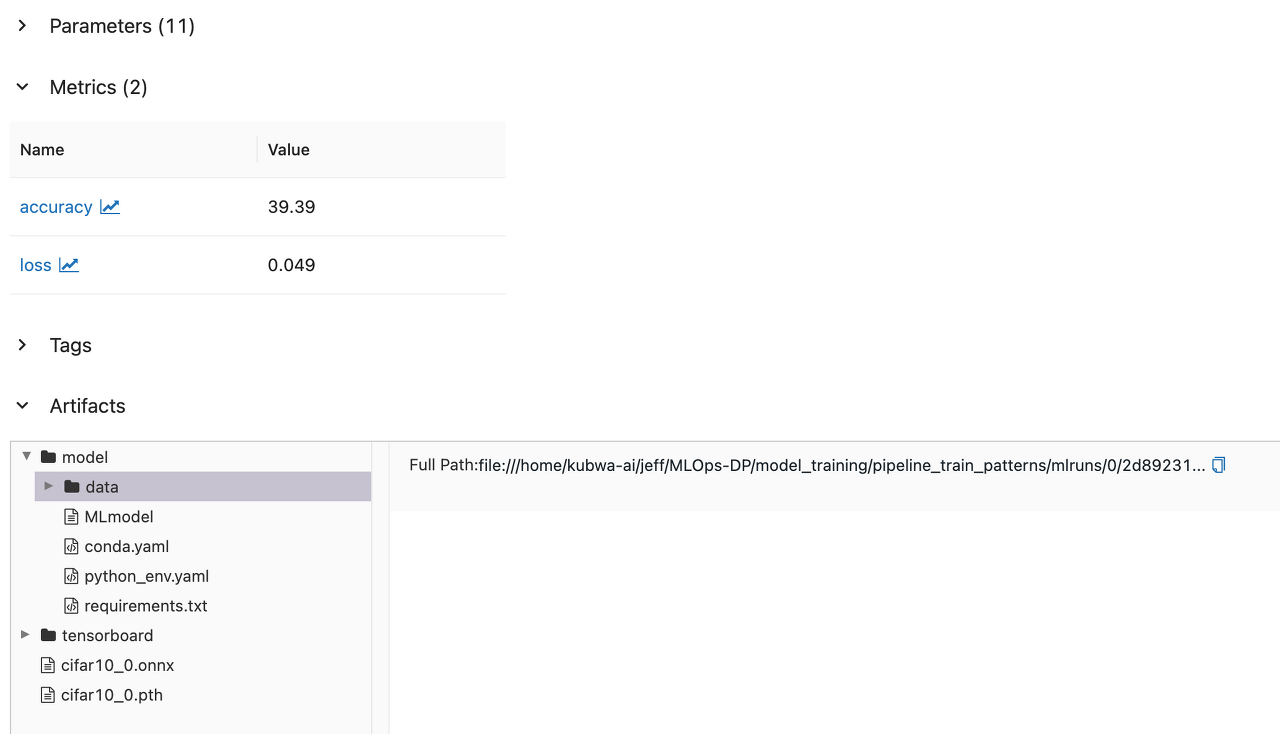 Parameters (11)
Metrics (2)
Name Value
accuracy 39.39
loss 0.049
Tags
Artifacts
model
data
MLmodel
conda.yaml
python_env.yaml
requirements.txt
tensorboard
cifar10_0.onnx
cifar10_0.pth
Full Path:file:///home/kubwa-ai/jeff/MLOps-DP/model_training/pipeline_train_patterns/mlruns/0/2d89231...